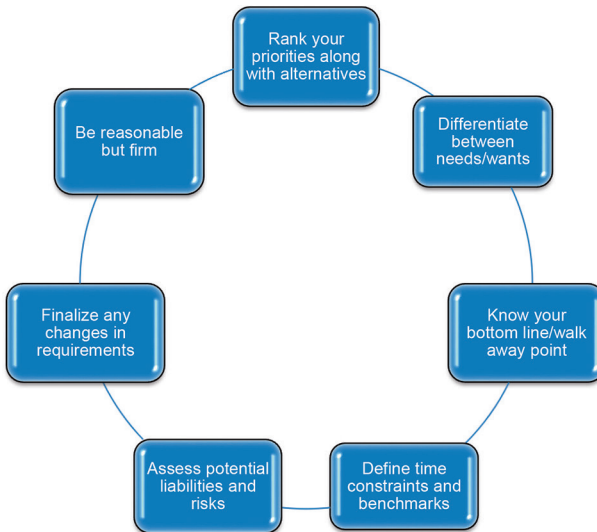 Rank your
priorities along
with alternatives
Differentiate
between
needs/wants
Know your
bottom line/walk
away point
Define time
constraints and
benchmarks
Assess potential
liabilities and
risks
Finalize any
changes in
requirements
Be reasonable
but firm